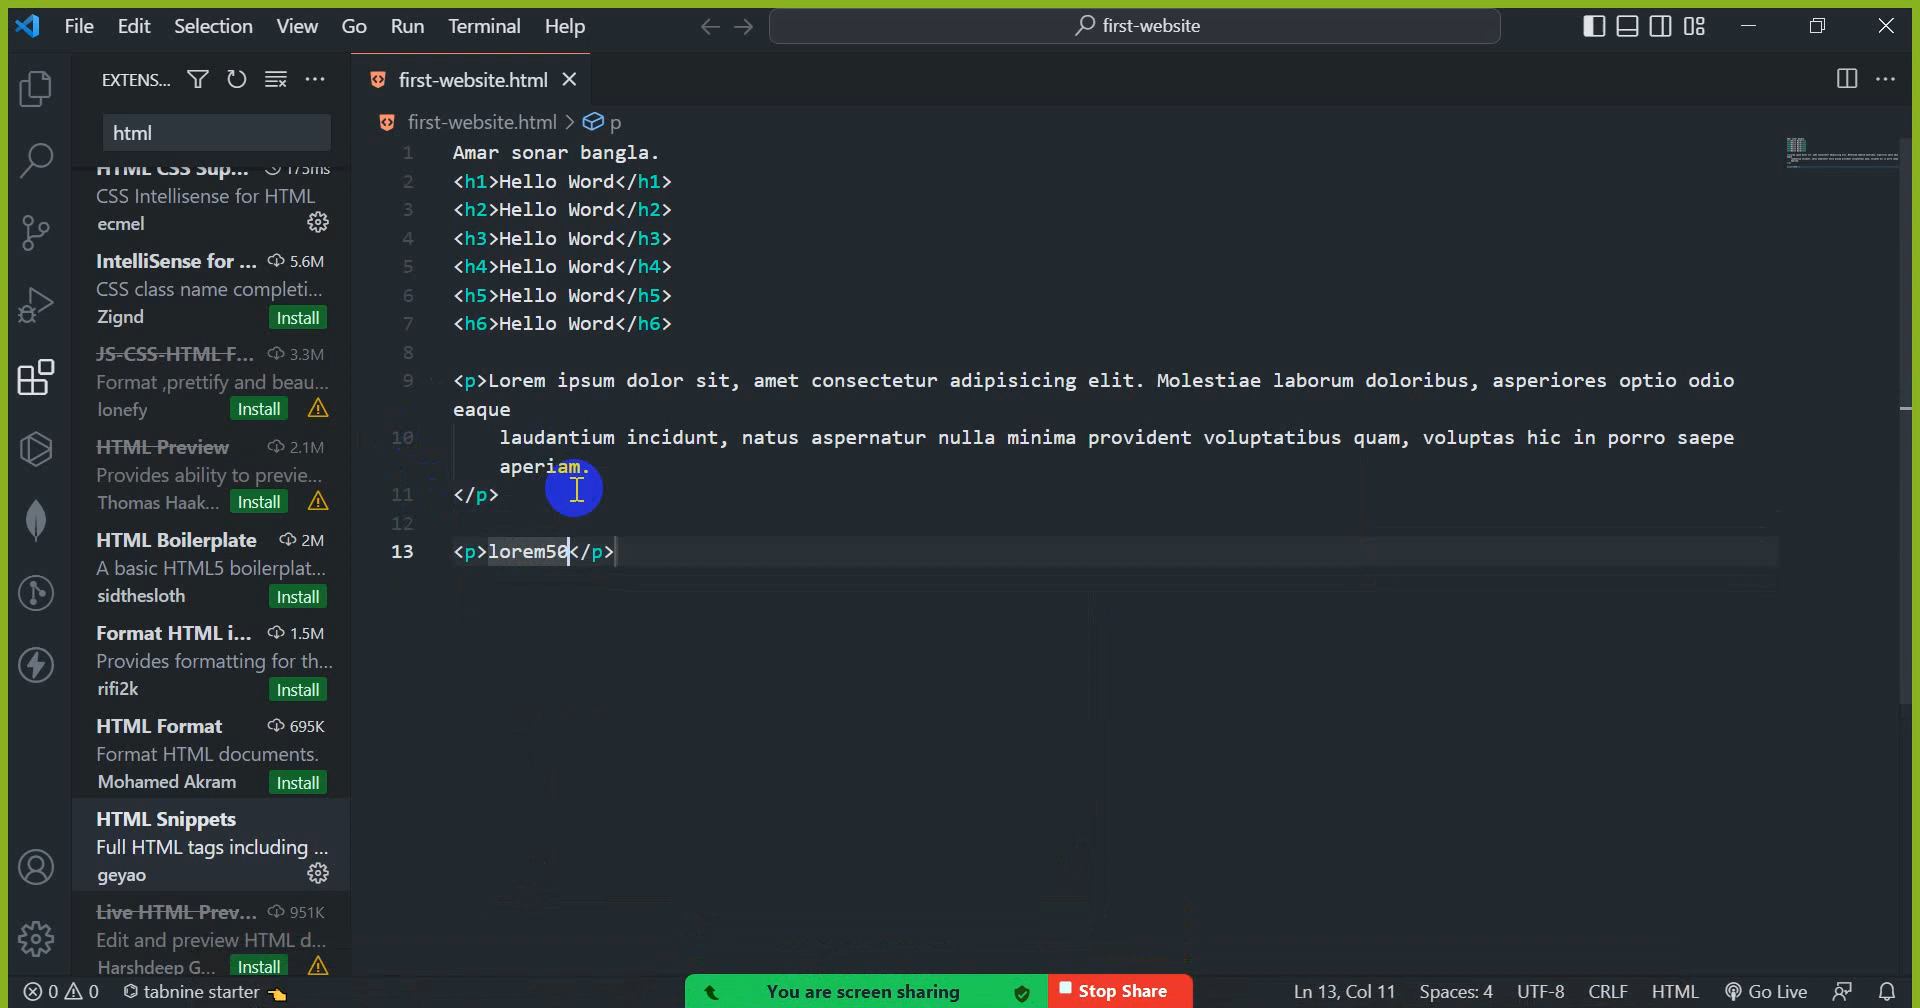 File Edit Selection View Go Run Terminal Help
first-website
EXTENS...
first-website.html
html
first-website.html > p
HTML CSS Sup... 175ms
CSS Intellisense for HTML
ecmel
IntelliSense for ... 5.6M
CSS class name completi...
Zignd Install
JS-CSS-HTML F... 3.3M
Format ,prettify and beau...
lonefy Install
HTML Preview 2.1M
Provides ability to previe...
Thomas Haak... Install
HTML Boilerplate 2M
A basic HTML5 boilerplat...
sidthesloth Install
Format HTML i... 1.5M
Provides formatting for th...
rifi2k Install
HTML Format 695K
Format HTML documents.
Mohamed Akram Install
HTML Snippets
Full HTML tags including ...
geyao
Live HTML Prev... 951K
Edit and preview HTML d...
Harshdeep G... Install
1 Amar sonar bangla.
2 <h1>Hello Word</h1>
3 <h2>Hello Word</h2>
4 <h3>Hello Word</h3>
5 <h4>Hello Word</h4>
6 <h5>Hello Word</h5>
7 <h6>Hello Word</h6>
8
9 <p>Lorem ipsum dolor sit, amet consectetur adipisicing elit. Molestiae laborum doloribus, asperiores optio odio
eaque
10 laudantium incidunt, natus aspernatur nulla minima provident voluptatibus quam, voluptas hic in porro saepe
aperiam.
11 </p>
12
13 <p>lorem50</p>
0 0 tabnine starter
You are screen sharing Stop Share
Ln 13, Col 11 Spaces: 4 UTF-8 CRLF HTML Go Live